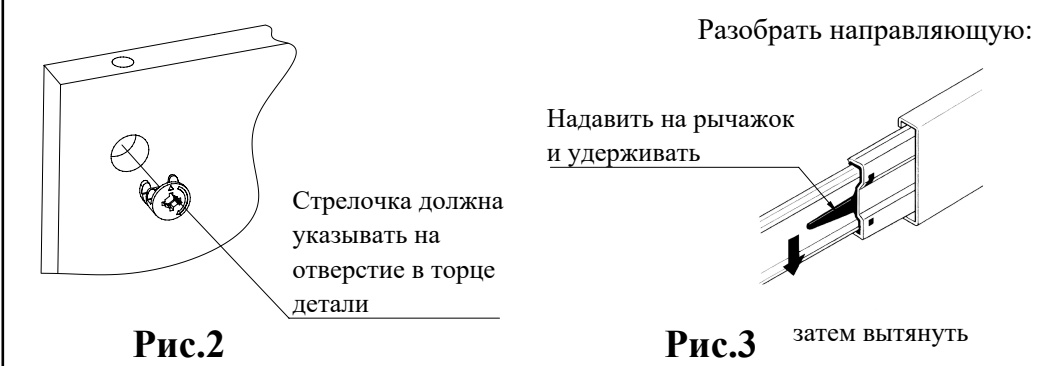 Стрелочка должна
указывать на
отверстие в торце
детали
Рис.2
Разобрать направляющую:
Надавить на рычажок
и удерживать
затем вытянуть
Рис.3